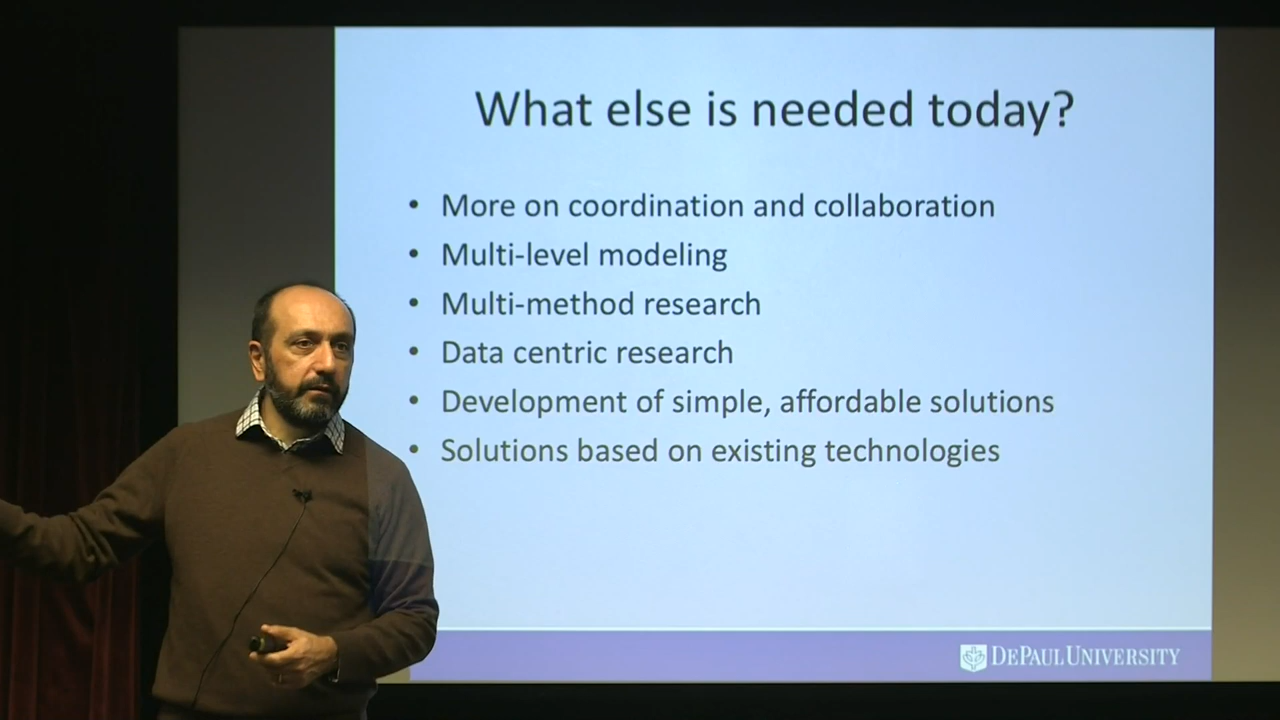 What else is needed today?
• More on coordination and collaboration
• Multi-level modeling
• Multi-method research
• Data centric research
• Development of simple, affordable solutions
• Solutions based on existing technologies
DEPAUL UNIVERSITY